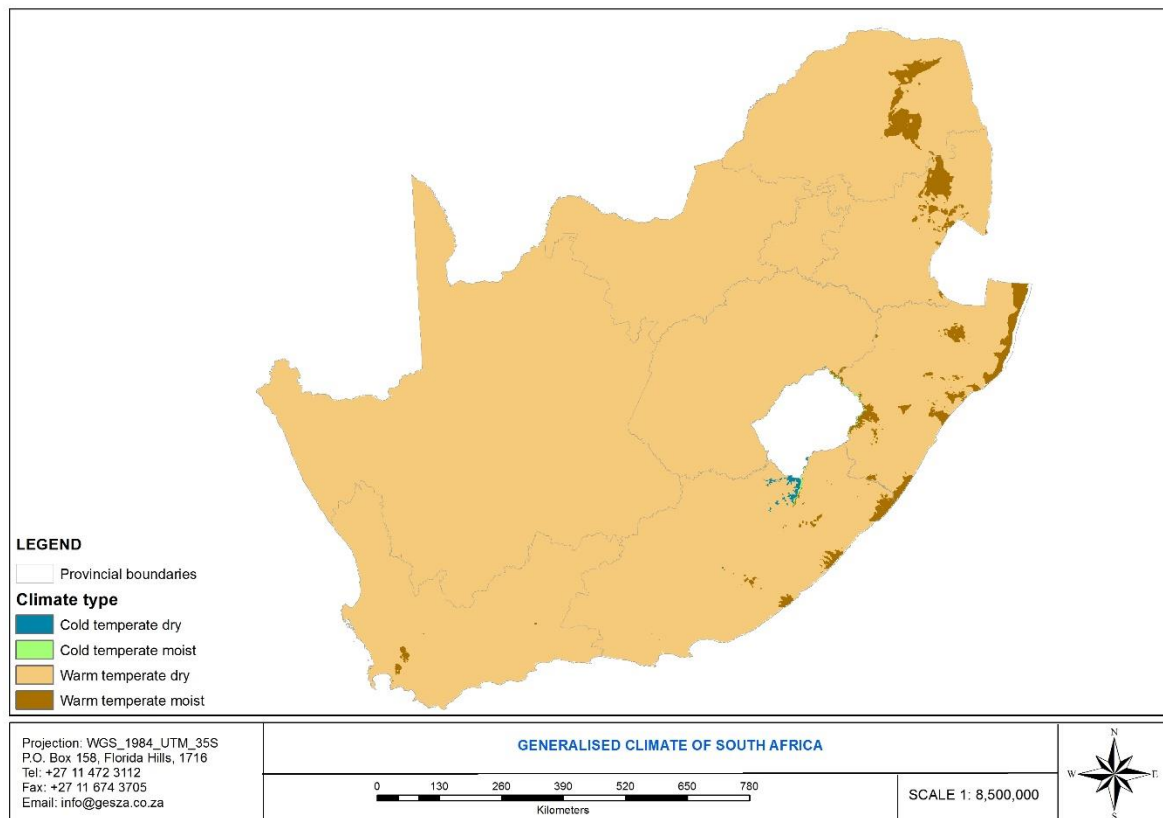 LEGEND
Provincial boundaries
Climate type
Cold temperate dry
Cold temperate moist
Warm temperate dry
Warm temperate moist
Projection: WGS_1984_UTM_35S
P.O. Box 158, Florida Hills, 1716
Tel: +27 11 472 3112
Fax: +27 11 674 3705
Email: info@gesza.co.za
GENERALISED CLIMATE OF SOUTH AFRICA
0 130 260 390 520 650 780
Kilometers
SCALE 1: 8,500,000
N
W E
S